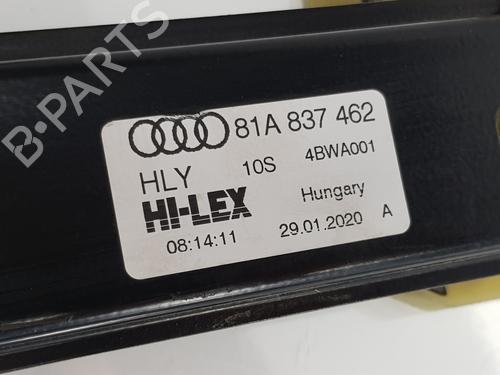 B-PARTS
81A 837 462
HLY 10S 4BWA001
HI-LEX Hungary
08:14:11 29.01.2020 A